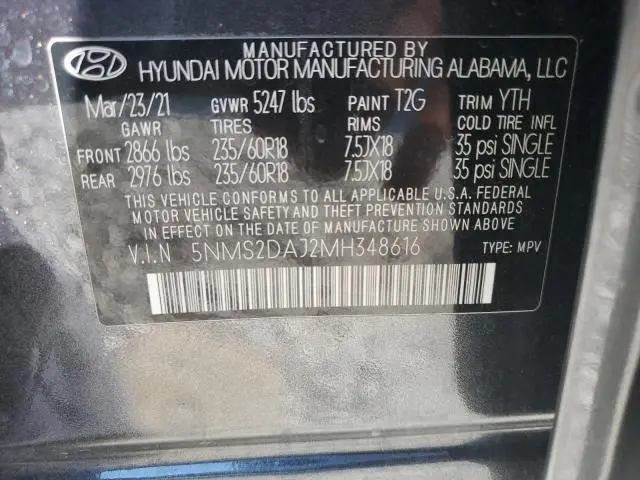 MANUFACTURED BY
HYUNDAI MOTOR MANUFACTURING ALABAMA, LLC
Mar/23/21 GVWR 5247 lbs PAINT T2G TRIM YTH
GAWR TIRES RIMS COLD TIRE INFL
FRONT 2866 lbs 235/60R18 7.5JX18 35 psi SINGLE
REAR 2976 lbs 235/60R18 7.5JX18 35 psi SINGLE
THIS VEHICLE CONFORMS TO ALL APPLICABLE U.S.A. FEDERAL
MOTOR VEHICLE SAFETY AND THEFT PREVENTION STANDARDS
IN EFFECT ON THE DATE OF MANUFACTURE SHOWN ABOVE
V.I.N 5NMS2DAJ2MH348616 TYPE: MPV